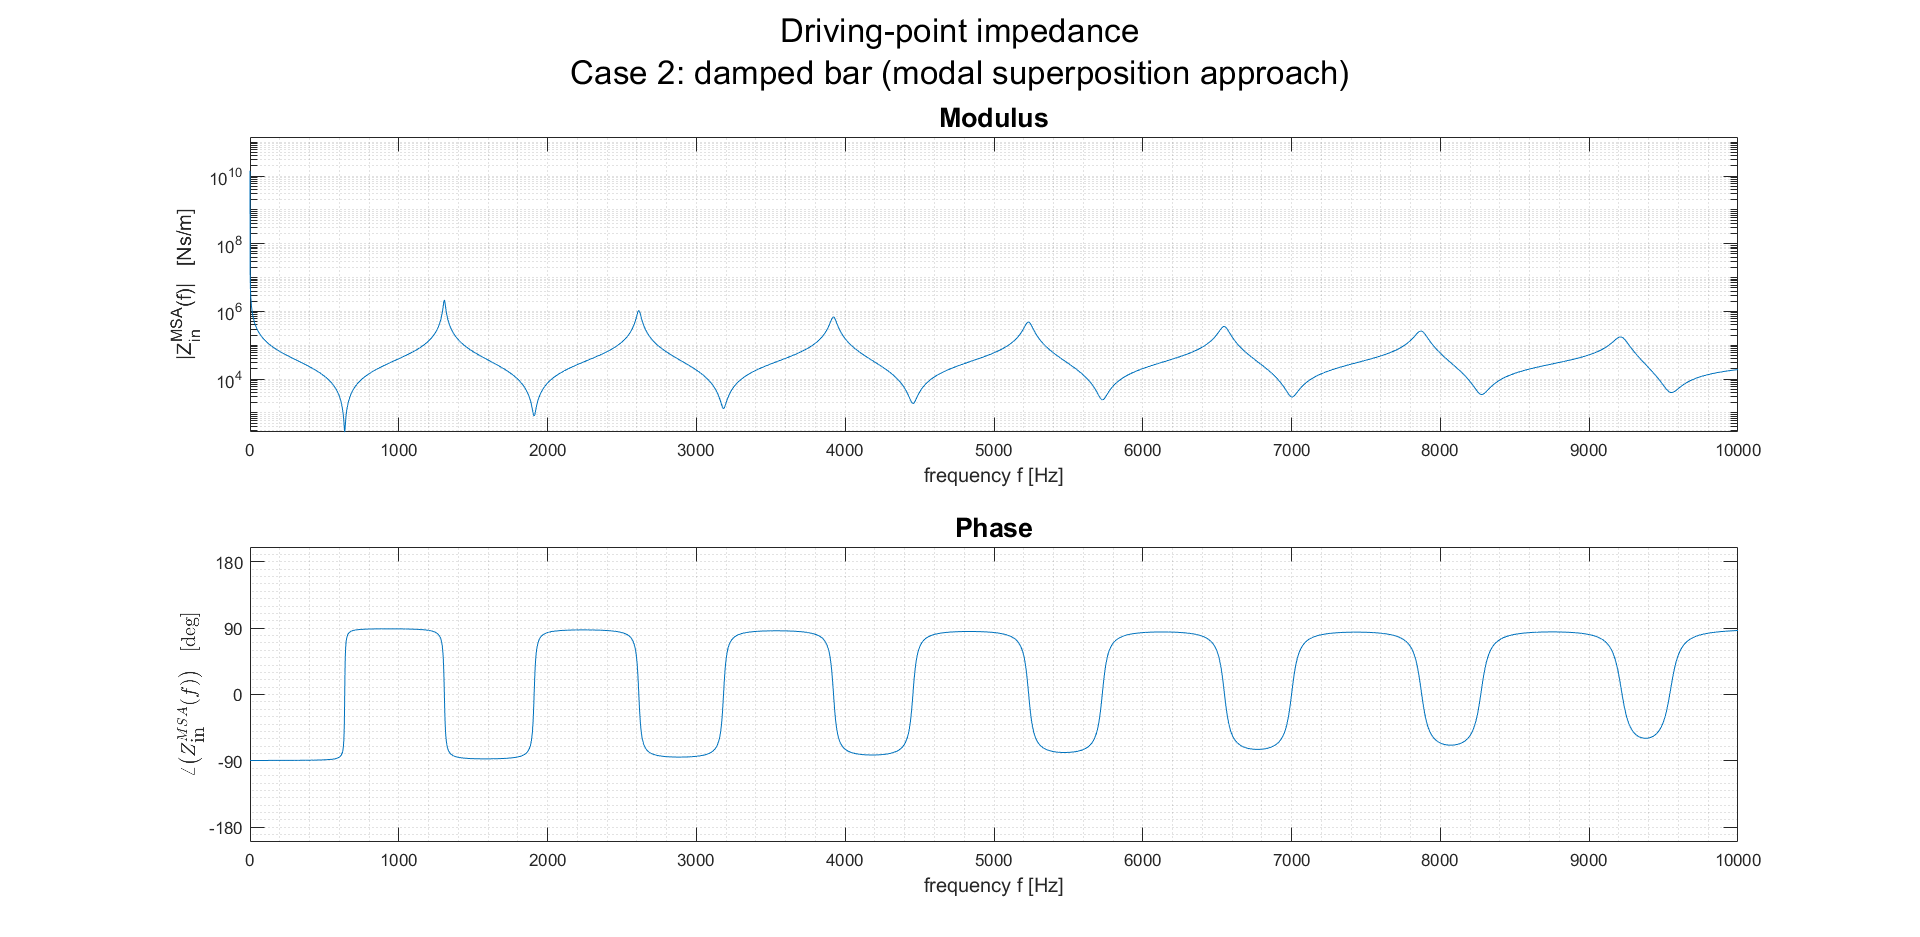 Driving-point impedance
Case 2: damped bar (modal superposition approach)
Modulus
|Z_in^MSA(f)| [Ns/m]
10^10
10^8
10^6
10^4
0 1000 2000 3000 4000 5000 6000 7000 8000 9000 10000
frequency f [Hz]
Phase
∠(Z_in^MSA(f)) [deg]
180
90
0
-90
-180
0 1000 2000 3000 4000 5000 6000 7000 8000 9000 10000
frequency f [Hz]